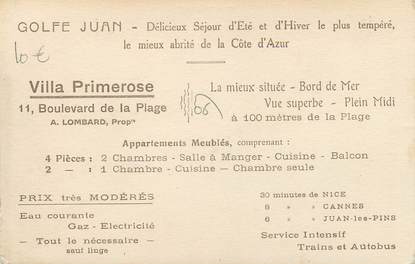 GOLFE JUAN - Délicieux Séjour d'Eté et d'Hiver le plus tempéré,
le mieux abrité de la Côte d'Azur
10 €
Villa Primerose
11, Boulevard de la Plage
A. LOMBARD, Propre
06
La mieux située - Bord de Mer
Vue superbe - Plein Midi
à 100 mètres de la Plage
Appartements Meublés, comprenant :
4 Pièces : 2 Chambres - Salle à Manger - Cuisine - Balcon
2 — : 1 Chambre - Cuisine — Chambre seule
PRIX très MODÉRÉS
Eau courante
Gaz - Electricité
— Tout le nécessaire —
sauf linge
30 minutes de NICE
8 " " CANNES
6 " " JUAN-les-PINS
Service Intensif
Trains et Autobus